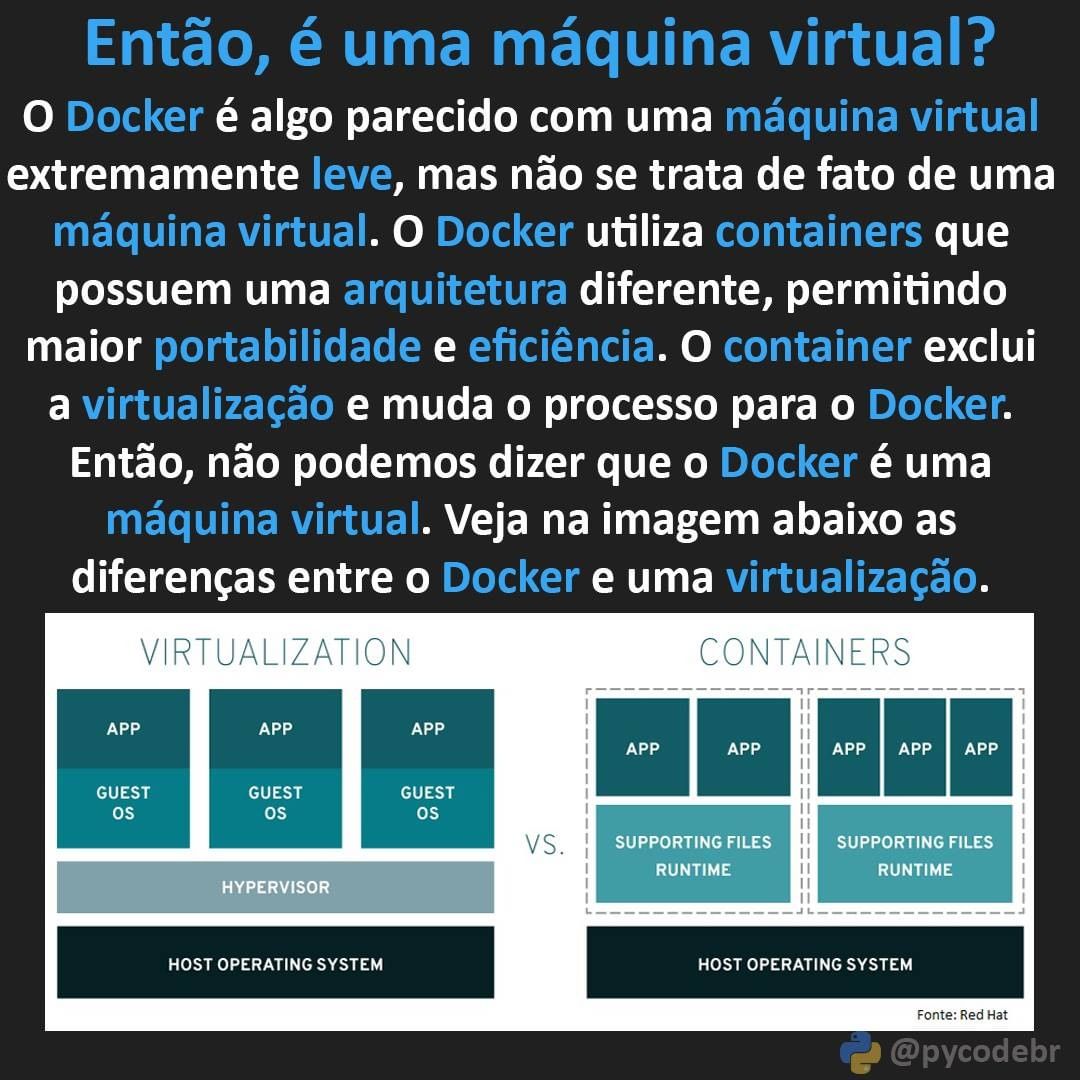 Então, é uma máquina virtual?
O Docker é algo parecido com uma máquina virtual
extremamente leve, mas não se trata de fato de uma
máquina virtual. O Docker utiliza containers que
possuem uma arquitetura diferente, permitindo
maior portabilidade e eficiência. O container exclui
a virtualização e muda o processo para o Docker.
Então, não podemos dizer que o Docker é uma
máquina virtual. Veja na imagem abaixo as
diferenças entre o Docker e uma virtualização.
VIRTUALIZATION
APP
APP
APP
GUEST
OS
GUEST
OS
GUEST
OS
HYPERVISOR
HOST OPERATING SYSTEM
VS.
CONTAINERS
APP
APP
APP
APP
APP
SUPPORTING FILES
RUNTIME
SUPPORTING FILES
RUNTIME
HOST OPERATING SYSTEM
Fonte: Red Hat
@pycodebr